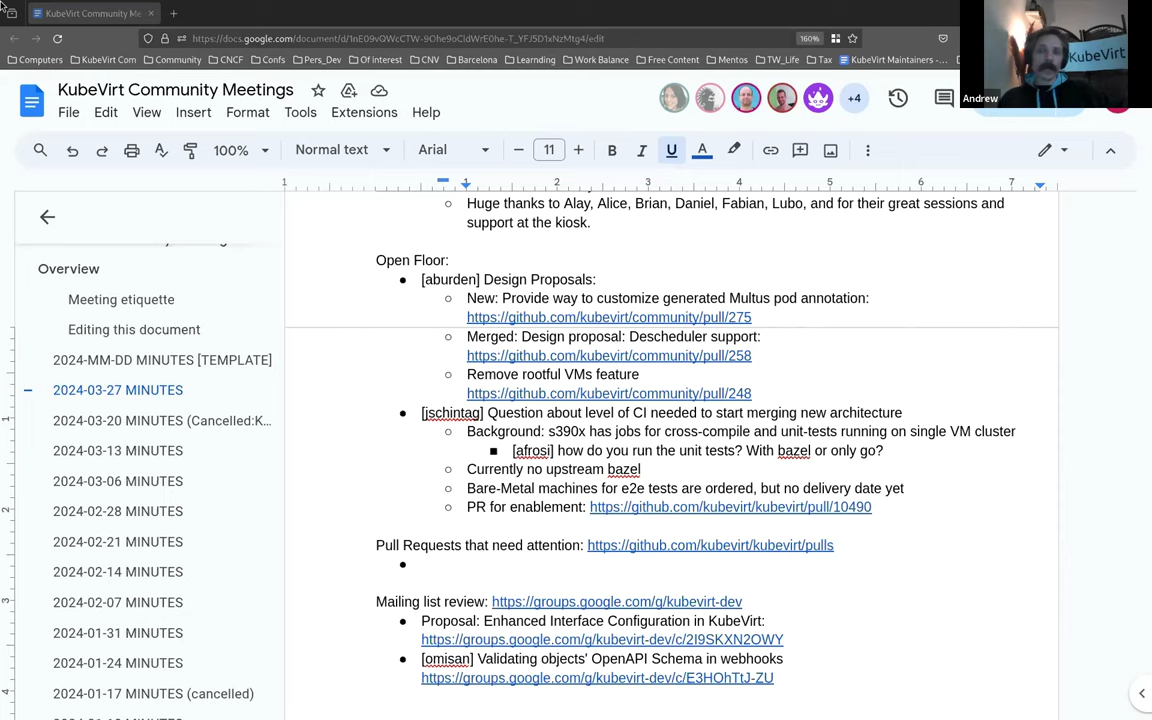 KubeVirt Community Me
https://docs.google.com/document/d/1nE09vQWcCTW-9Ohe9oCldWrE0he-T_YFJ5D1xNzMtg4/edit
160%
Computers KubeVirt Com Community CNCF Confs Pers_Dev Of interest CNV Barcelona Learnding Work Balance Free Content Mentos TW_Life Tax KubeVirt Maintainers -...
KubeVirt
Andrew
KubeVirt Community Meetings
+4
File Edit View Insert Format Tools Extensions Help
100% Normal text Arial 11 B I U A
1 1 2 3 4 5 6 7
Overview
Meeting etiquette
Editing this document
2024-MM-DD MINUTES [TEMPLATE]
2024-03-27 MINUTES
2024-03-20 MINUTES (Cancelled:K...
2024-03-13 MINUTES
2024-03-06 MINUTES
2024-02-28 MINUTES
2024-02-21 MINUTES
2024-02-14 MINUTES
2024-02-07 MINUTES
2024-01-31 MINUTES
2024-01-24 MINUTES
2024-01-17 MINUTES (cancelled)
Huge thanks to Alay, Alice, Brian, Daniel, Fabian, Lubo, and for their great sessions and
support at the kiosk.
Open Floor:
[aburden] Design Proposals:
New: Provide way to customize generated Multus pod annotation:
https://github.com/kubevirt/community/pull/275
Merged: Design proposal: Descheduler support:
https://github.com/kubevirt/community/pull/258
Remove rootful VMs feature
https://github.com/kubevirt/community/pull/248
[jschintag] Question about level of CI needed to start merging new architecture
Background: s390x has jobs for cross-compile and unit-tests running on single VM cluster
[afrosi] how do you run the unit tests? With bazel or only go?
Currently no upstream bazel
Bare-Metal machines for e2e tests are ordered, but no delivery date yet
PR for enablement: https://github.com/kubevirt/kubevirt/pull/10490
Pull Requests that need attention: https://github.com/kubevirt/kubevirt/pulls
Mailing list review: https://groups.google.com/g/kubevirt-dev
Proposal: Enhanced Interface Configuration in KubeVirt:
https://groups.google.com/g/kubevirt-dev/c/2I9SKXN2OWY
[omisan] Validating objects' OpenAPI Schema in webhooks
https://groups.google.com/g/kubevirt-dev/c/E3HOhTtJ-ZU